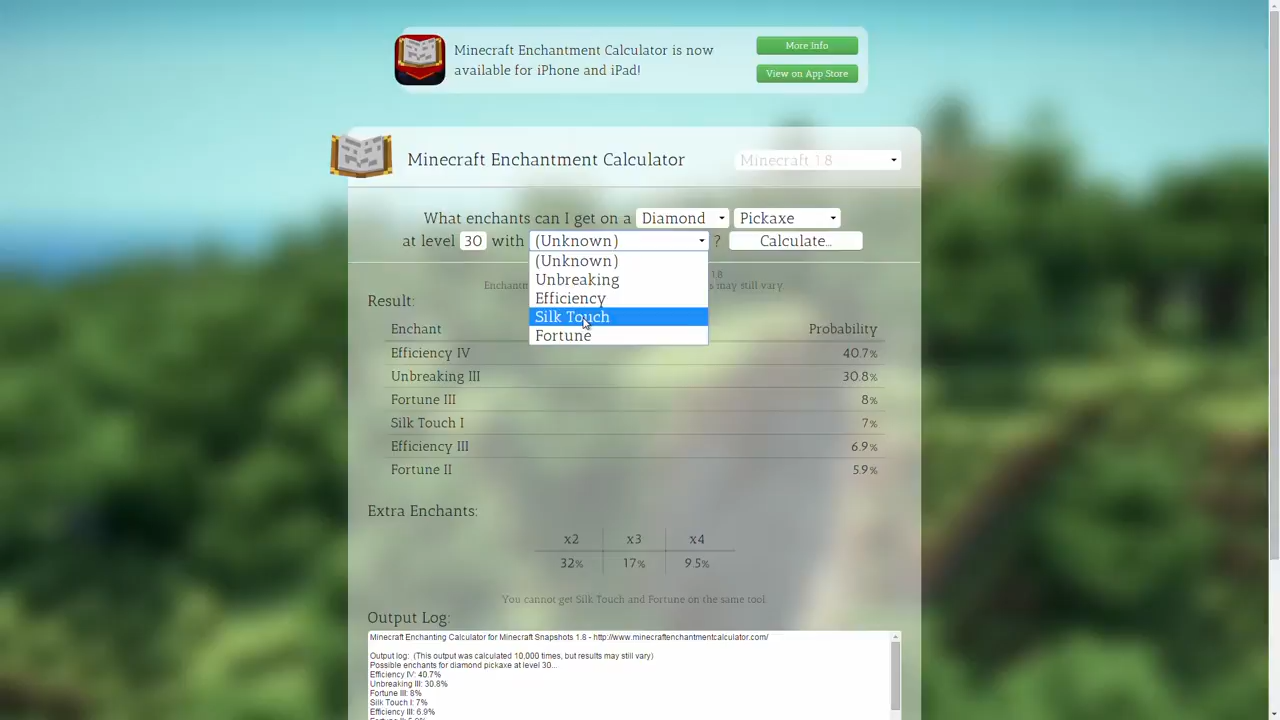 Minecraft Enchantment Calculator is now
available for iPhone and iPad!
More Info
View on App Store
Minecraft Enchantment Calculator
Minecraft 1.8
What enchants can I get on a Diamond Pickaxe
at level 30 with (Unknown) ? Calculate...
(Unknown)
Unbreaking
Efficiency
Silk Touch
Fortune
1.8
Enchant
s may still vary.
Result:
Enchant Probability
Efficiency IV 40.7%
Unbreaking III 30.8%
Fortune III 8%
Silk Touch I 7%
Efficiency III 6.9%
Fortune II 5.9%
Extra Enchants:
x2 x3 x4
32% 17% 9.5%
You cannot get Silk Touch and Fortune on the same tool
Output Log:
Minecraft Enchanting Calculator for Minecraft Snapshots 1.8 - http://www.minecraftenchantmentcalculator.com/
Output log: (This output was calculated 10,000 times, but results may still vary)
Possible enchants for diamond pickaxe at level 30...
Efficiency IV: 40.7%
Unbreaking III: 30.8%
Fortune III: 8%
Silk Touch I: 7%
Efficiency III: 6.9%